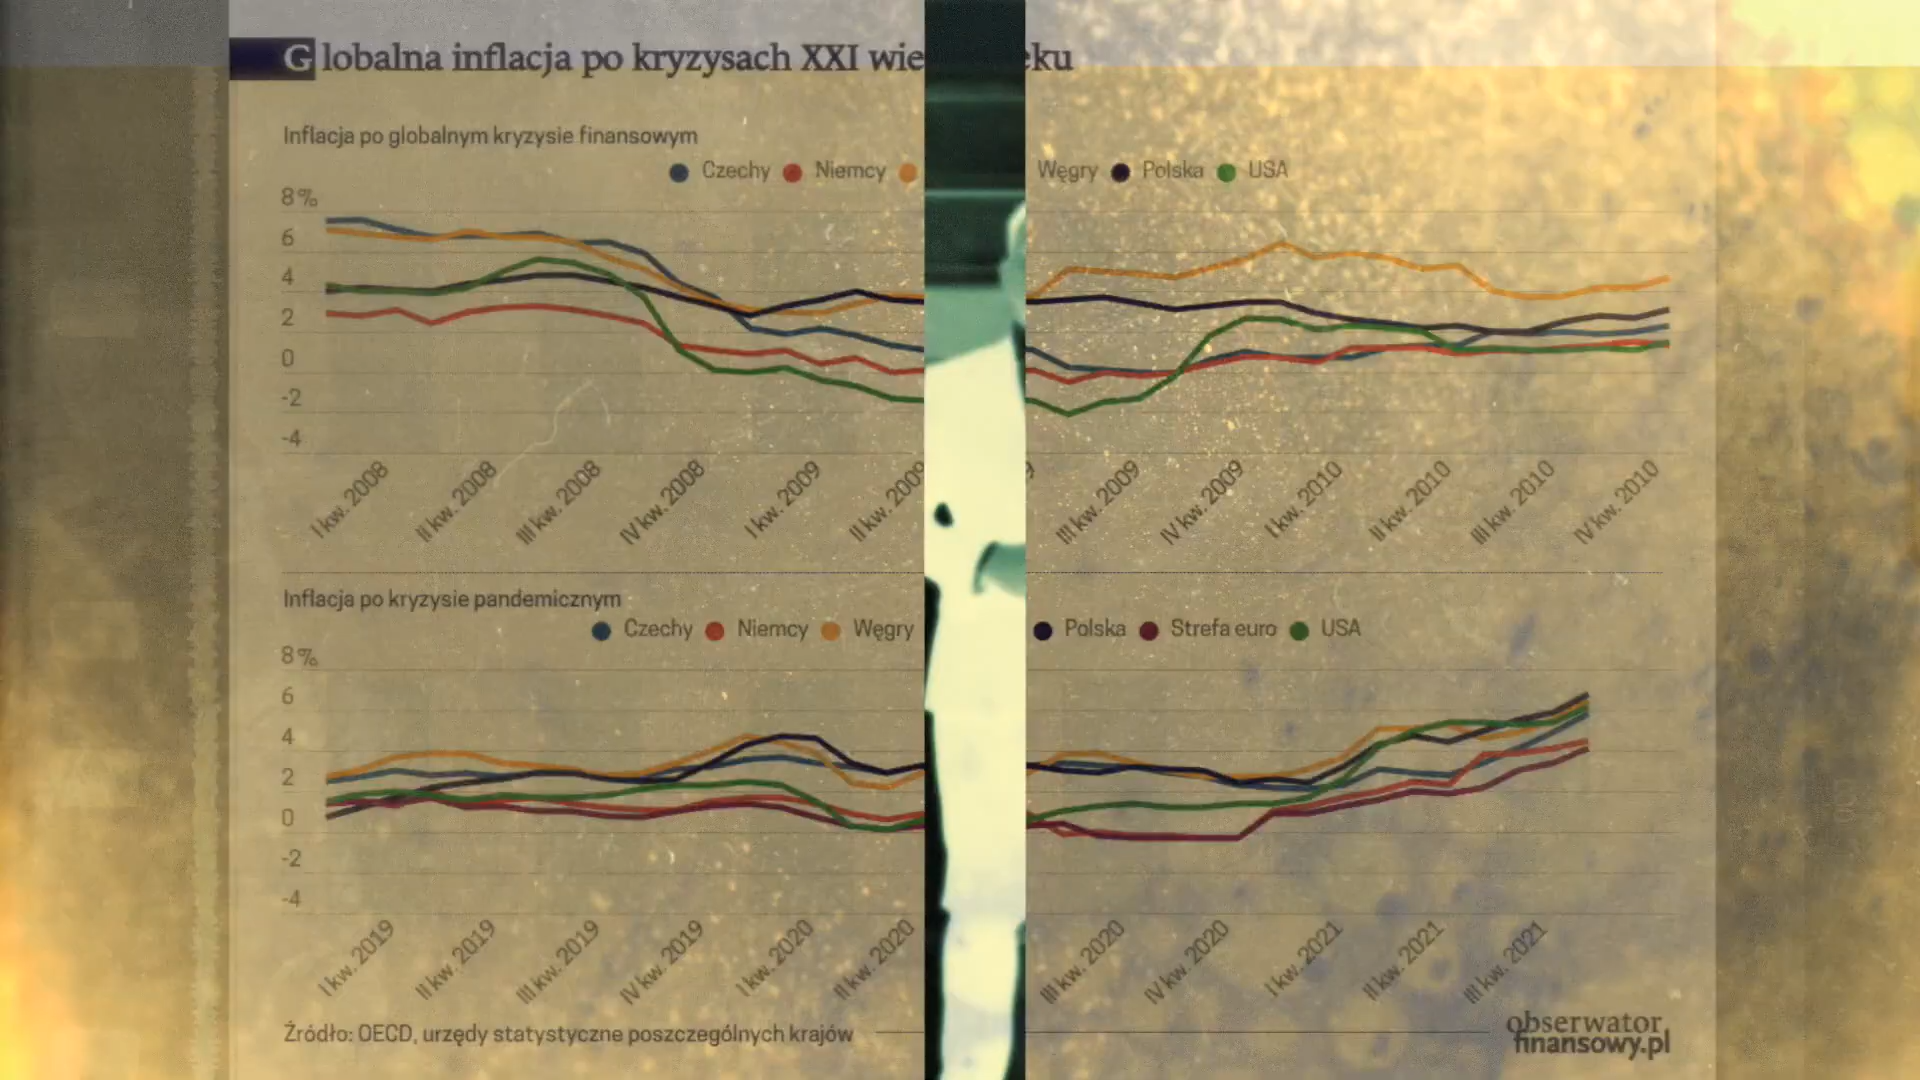 Globalna inflacja po kryzysach XXI wie eku
Inflacja po globalnym kryzysie finansowym
Czechy Niemcy Węgry Polska USA
8%
6
4
2
0
-2
-4
I kw. 2008 II kw. 2008 III kw. 2008 IV kw. 2008 I kw. 2009 II kw. 2009 III kw. 2009 IV kw. 2009 I kw. 2010 II kw. 2010 III kw. 2010 IV kw. 2010
Inflacja po kryzysie pandemicznym
Czechy Niemcy Węgry Polska Strefa euro USA
8%
6
4
2
0
-2
-4
I kw. 2019 II kw. 2019 III kw. 2019 IV kw. 2019 I kw. 2020 II kw. 2020 III kw. 2020 IV kw. 2020 I kw. 2021 II kw. 2021 III kw. 2021
Źródło: OECD, urzędy statystyczne poszczególnych krajów
obserwator
finansowy.pl